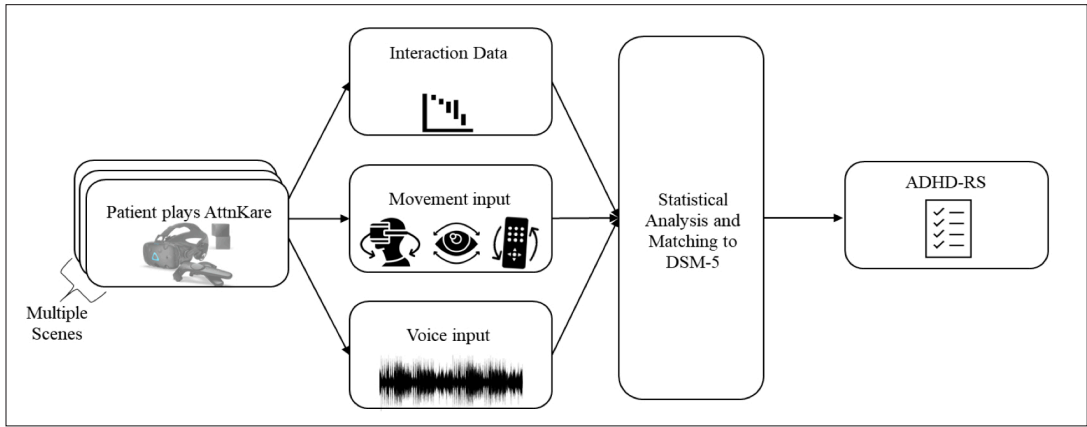 Patient plays AttnKare
Multiple
Scenes
Interaction Data
Movement input
Voice input
Statistical
Analysis and
Matching to
DSM-5
ADHD-RS